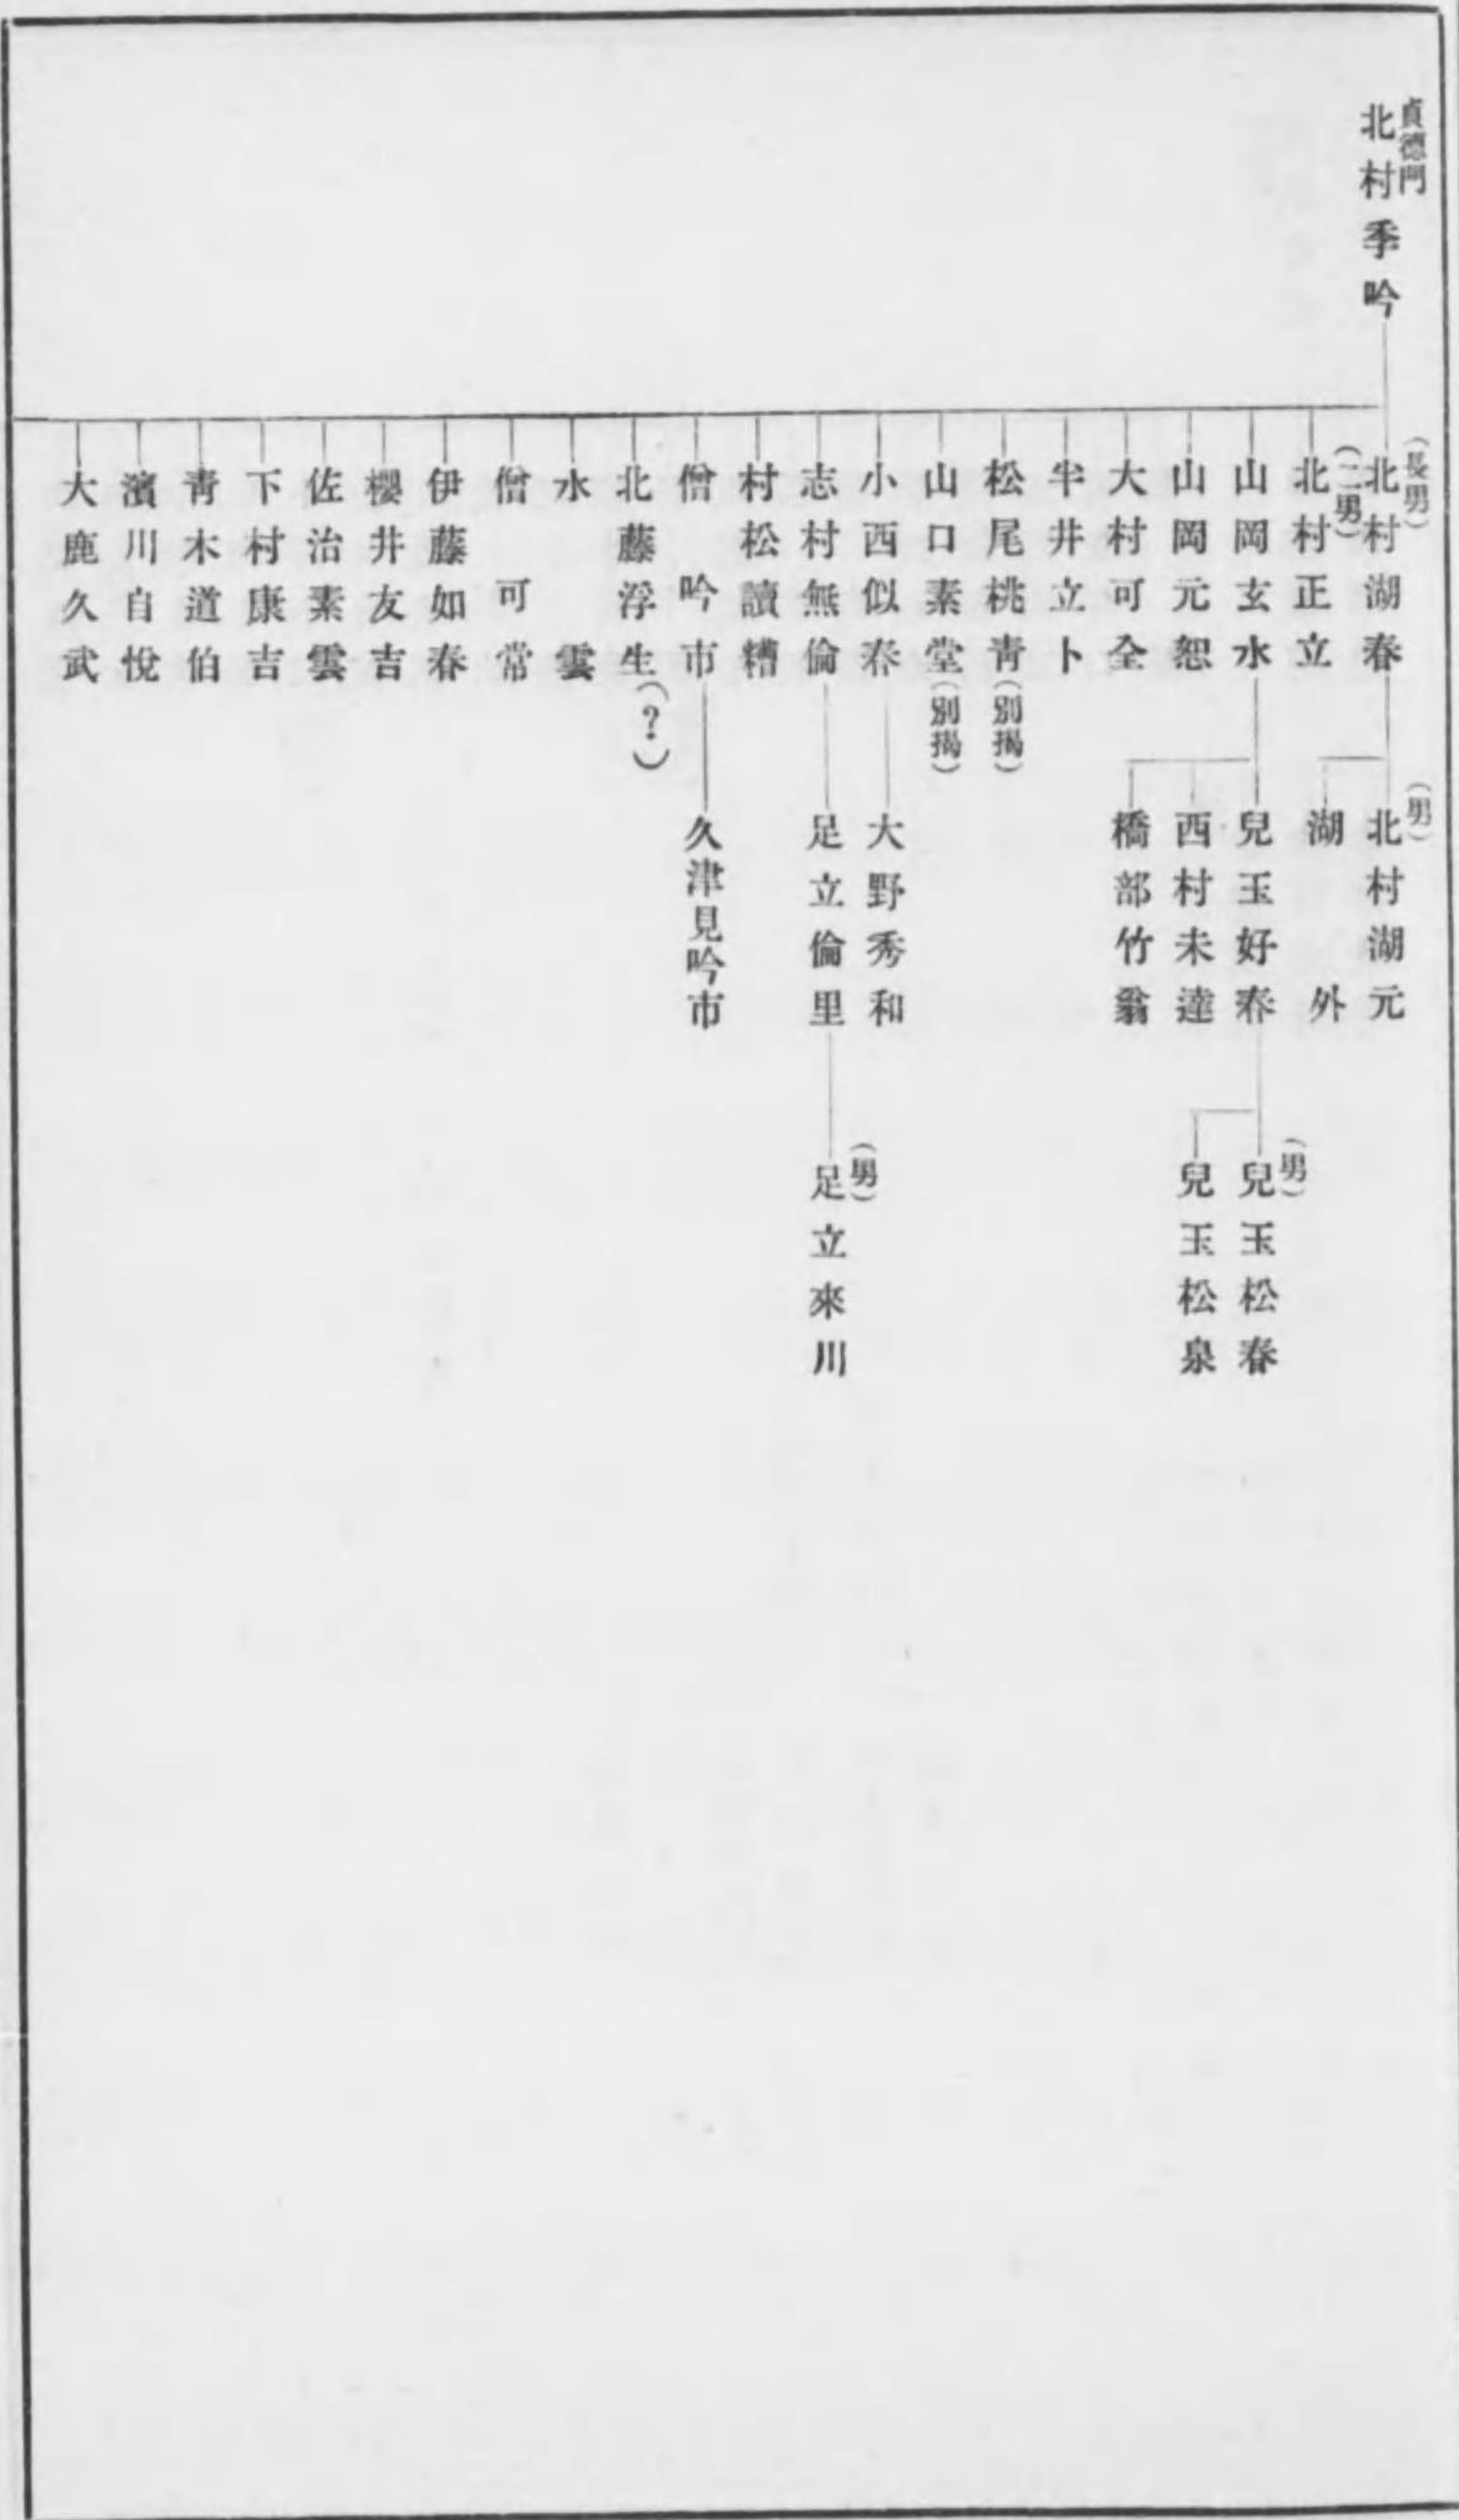 貞德門
北村季吟
(長男)
北村湖春
(二男)
北村正立
山岡玄水
山岡元恕
大村可全
半井立卜
松尾桃靑(別揭)
山口素堂(別揭)
小西似春
志村無倫
村松讀糟
僧吟市
北藤浮生(?)
水雲
僧可常
伊藤如春
櫻井友吉
佐治素雲
下村康吉
靑木道伯
濱川自悅
大鹿久武
(男)
北村湖元
湖外
兒玉好春
西村未達
橋部竹翁
大野秀和
足立倫里
久津見吟市
(男)
兒玉松春
兒玉松泉
(男)
足立來川